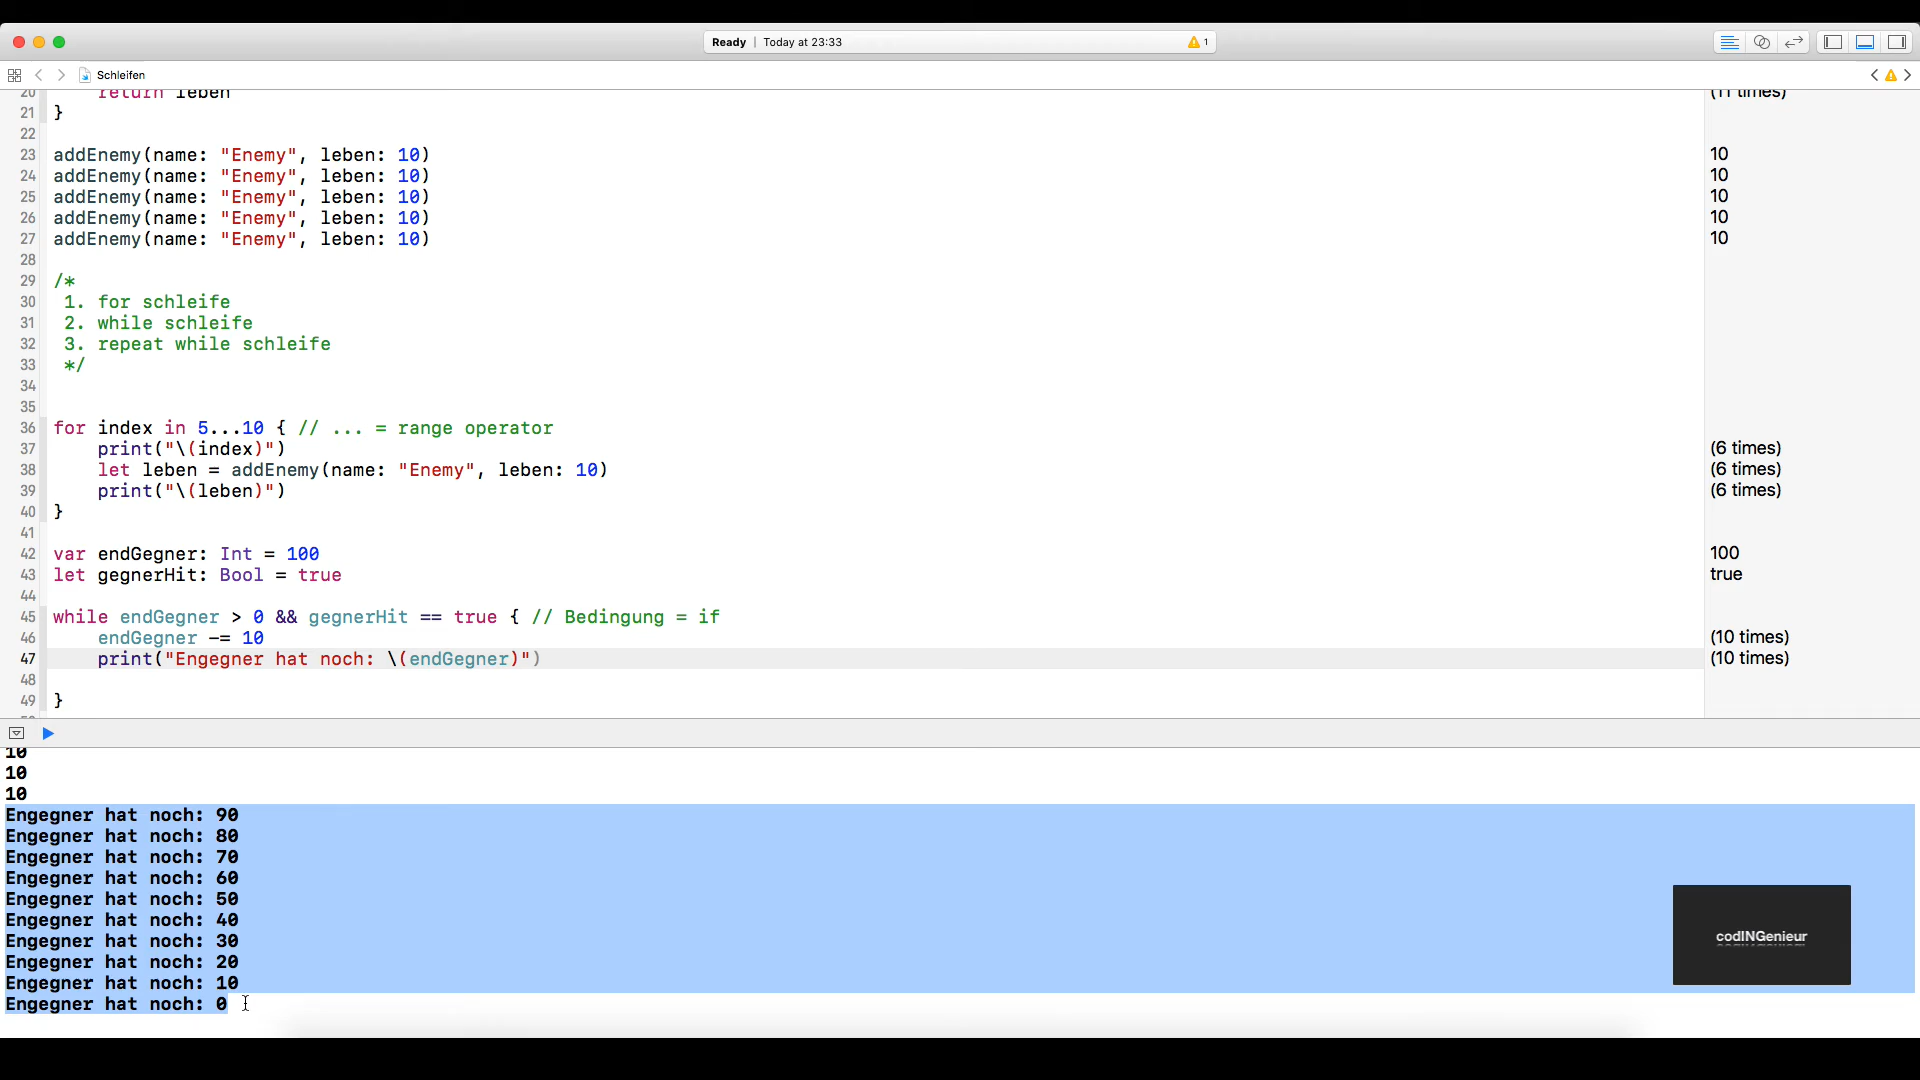 Ready | Today at 23:33
1
Schleifen
20 return leben (11 times)
21 }
22
23 addEnemy(name: "Enemy", leben: 10) 10
24 addEnemy(name: "Enemy", leben: 10) 10
25 addEnemy(name: "Enemy", leben: 10) 10
26 addEnemy(name: "Enemy", leben: 10) 10
27 addEnemy(name: "Enemy", leben: 10) 10
28
29 /*
30 1. for schleife
31 2. while schleife
32 3. repeat while schleife
33 */
34
35
36 for index in 5...10 { // ... = range operator
37 print("\(index)") (6 times)
38 let leben = addEnemy(name: "Enemy", leben: 10) (6 times)
39 print("\(leben)") (6 times)
40 }
41
42 var endGegner: Int = 100 100
43 let gegnerHit: Bool = true true
44
45 while endGegner > 0 && gegnerHit == true { // Bedingung = if
46 endGegner -= 10 (10 times)
47 print("Engegner hat noch: \(endGegner)") (10 times)
48
49 }
10
10
10
Engegner hat noch: 90
Engegner hat noch: 80
Engegner hat noch: 70
Engegner hat noch: 60
Engegner hat noch: 50
Engegner hat noch: 40
Engegner hat noch: 30
Engegner hat noch: 20
Engegner hat noch: 10
Engegner hat noch: 0
codINGenieur